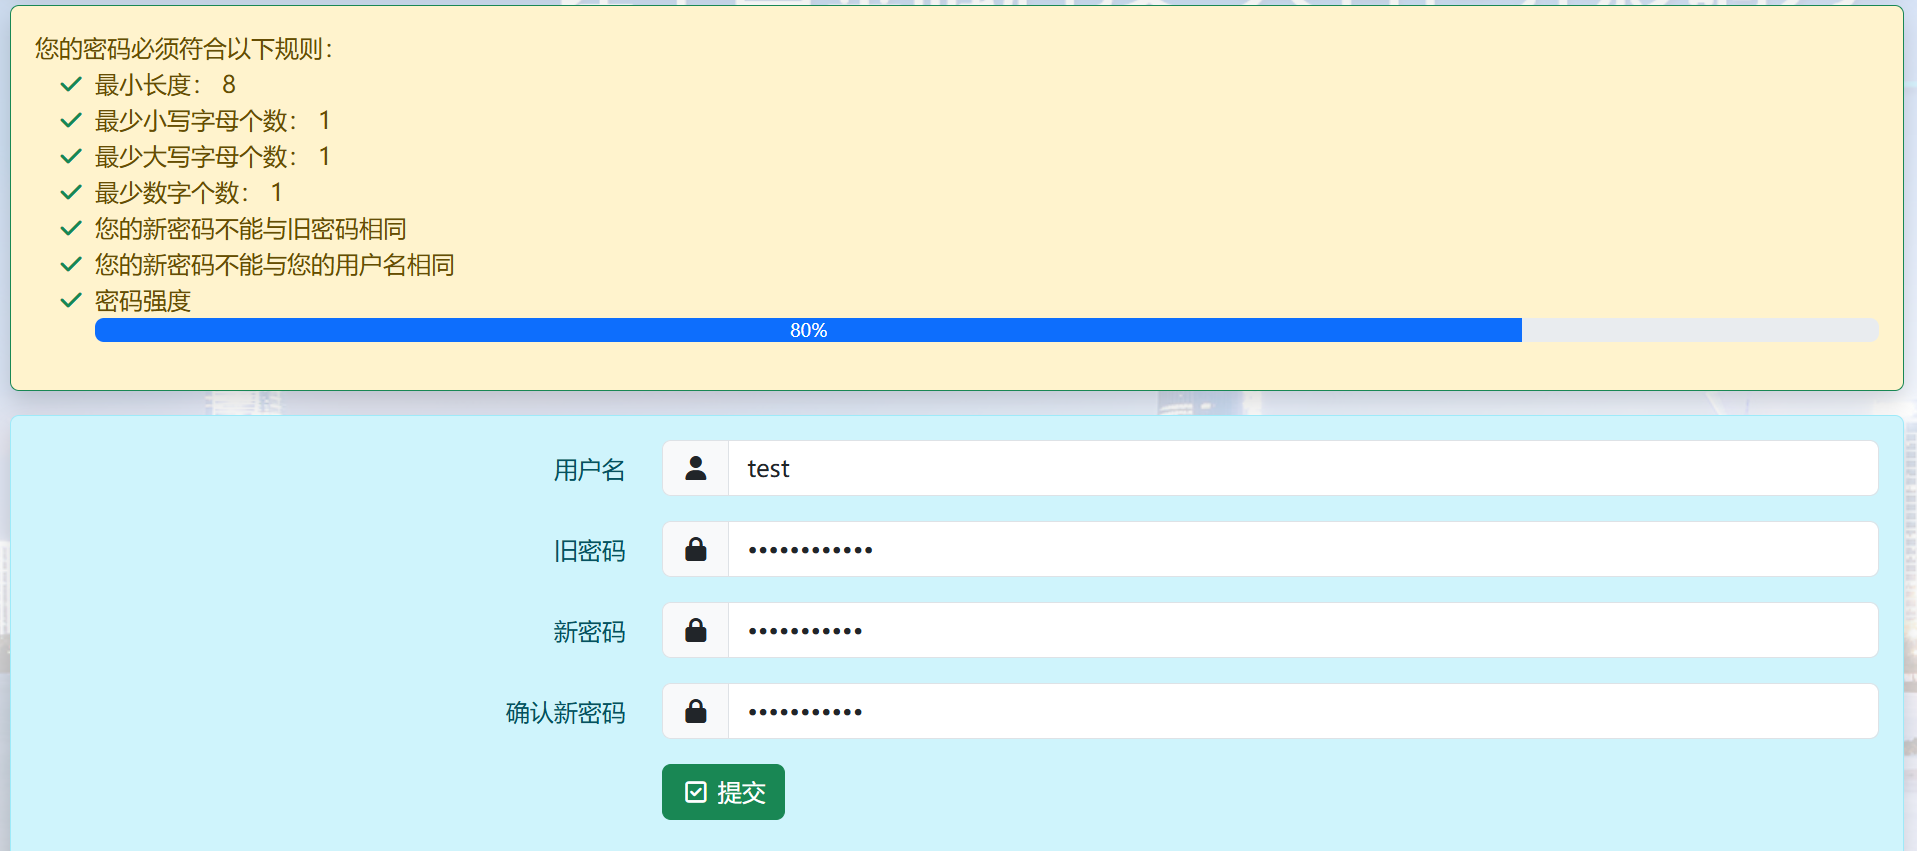 您的密码必须符合以下规则：
最小长度： 8
最少小写字母个数： 1
最少大写字母个数： 1
最少数字个数： 1
您的新密码不能与旧密码相同
您的新密码不能与您的用户名相同
密码强度
80%
用户名 test
旧密码 ••••••••••••
新密码 •••••••••••
确认新密码 •••••••••••
提交